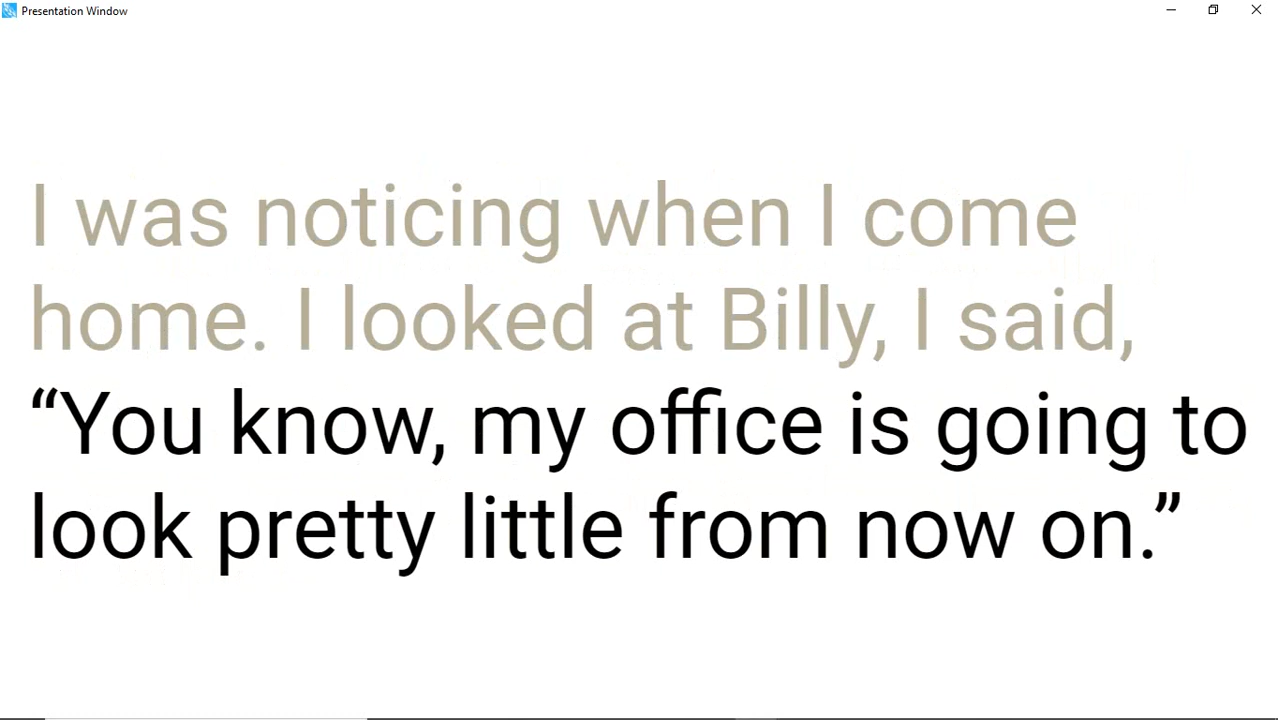 Presentation Window
I was noticing when I come
home. I looked at Billy, I said,
“You know, my office is going to
look pretty little from now on.”